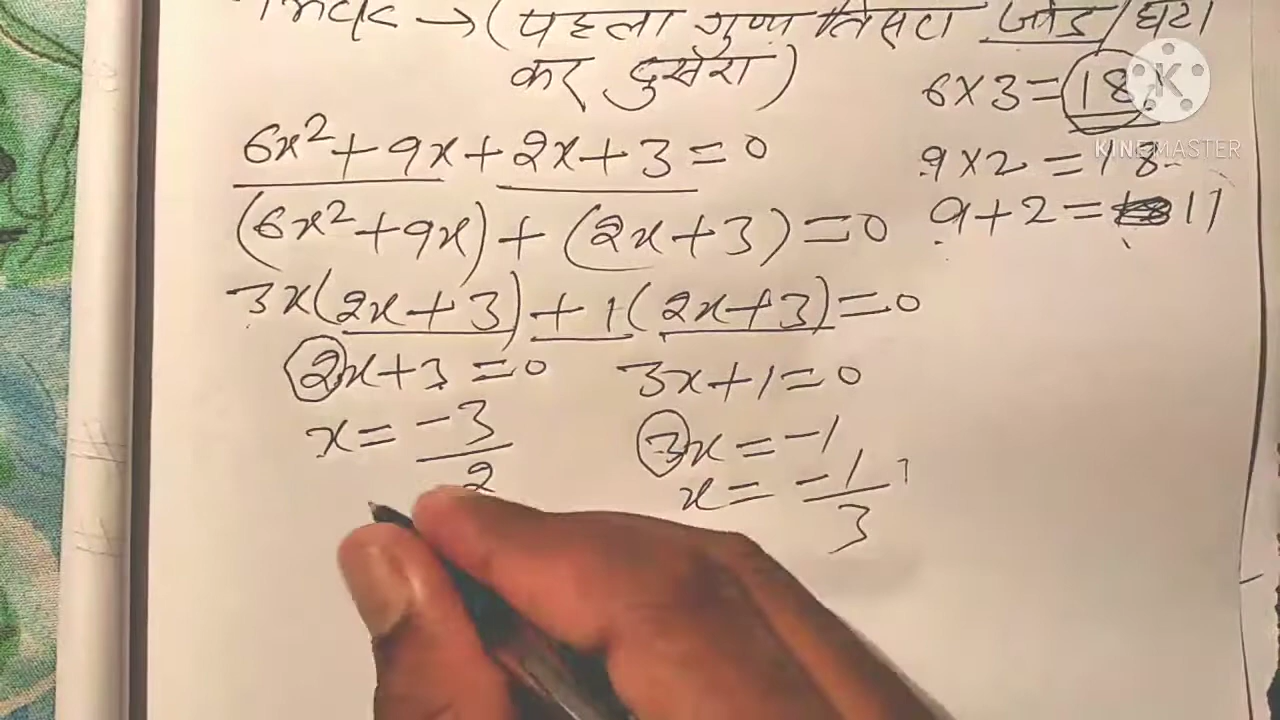 Trick → (पहला गुणा तिसरा जोड/घटा
कर दुसेरा)
6x3=18
KINEMASTER
6x²+9x+2x+3=0
9x2=18
(6x²+9x)+(2x+3)=0
9+2=11
3x(2x+3)+1(2x+3)=0
2x+3=0 3x+1=0
x=-3/2
3x=-1
x=-1/3